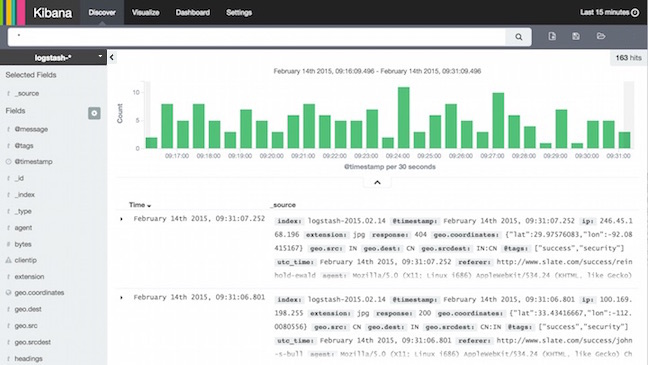 Kibana Discover Visualize Dashboard Settings Last 15 minutes
*
logstash-*
163 hits
Selected Fields
_source
Fields
@message
@tags
@timestamp
_id
_index
_type
agent
bytes
clientip
extension
geo.coordinates
geo.dest
geo.src
geo.srcdest
headings
February 14th 2015, 09:16:09.496 - February 14th 2015, 09:31:09.496
Count
10
5
0
09:17:00 09:18:00 09:19:00 09:20:00 09:21:00 09:22:00 09:23:00 09:24:00 09:25:00 09:26:00 09:27:00 09:28:00 09:29:00 09:30:00 09:31:00
@timestamp per 30 seconds
Time _source
February 14th 2015, 09:31:07.252
index: logstash-2015.02.14 @timestamp: February 14th 2015, 09:31:07.252 ip: 246.45.1
68.196 extension: jpg response: 404 geo.coordinates: {"lat":29.97576083,"lon":-92.08
415167} geo.src: IN geo.dest: CN geo.srcdest: IN:CN @tags: ["success","security"]
utc_time: February 14th 2015, 09:31:07.252 referer: http://www.slate.com/success/rein
hold-ewald agent: Mozilla/5.0 (X11; Linux i686) AppleWebKit/534.24 (KHTML, like Gecko)
February 14th 2015, 09:31:06.801
index: logstash-2015.02.14 @timestamp: February 14th 2015, 09:31:06.801 ip: 100.169.
198.255 extension: jpg response: 200 geo.coordinates: {"lat":33.43416667,"lon":-112.
0080556} geo.src: CN geo.dest: IN geo.srcdest: CN:IN @tags: ["success","security"]
utc_time: February 14th 2015, 09:31:06.801 referer: http://www.slate.com/success/john
-s-bull agent: Mozilla/5.0 (X11; Linux i686) AppleWebKit/534.24 (KHTML, like Gecko) Ch